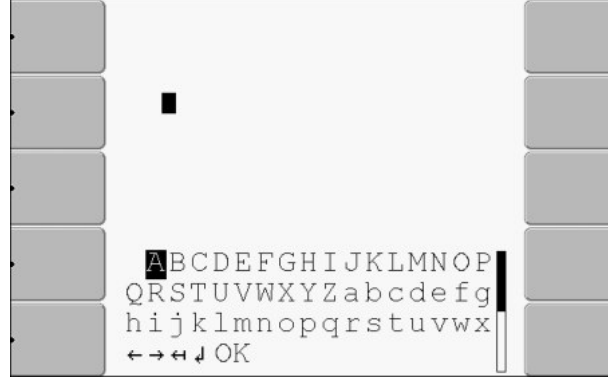 ABCDEFGHIJKLMNOP
QRSTUVWXYZabcdefg
hijklmnopqrstuvwx
←→↤↲OK